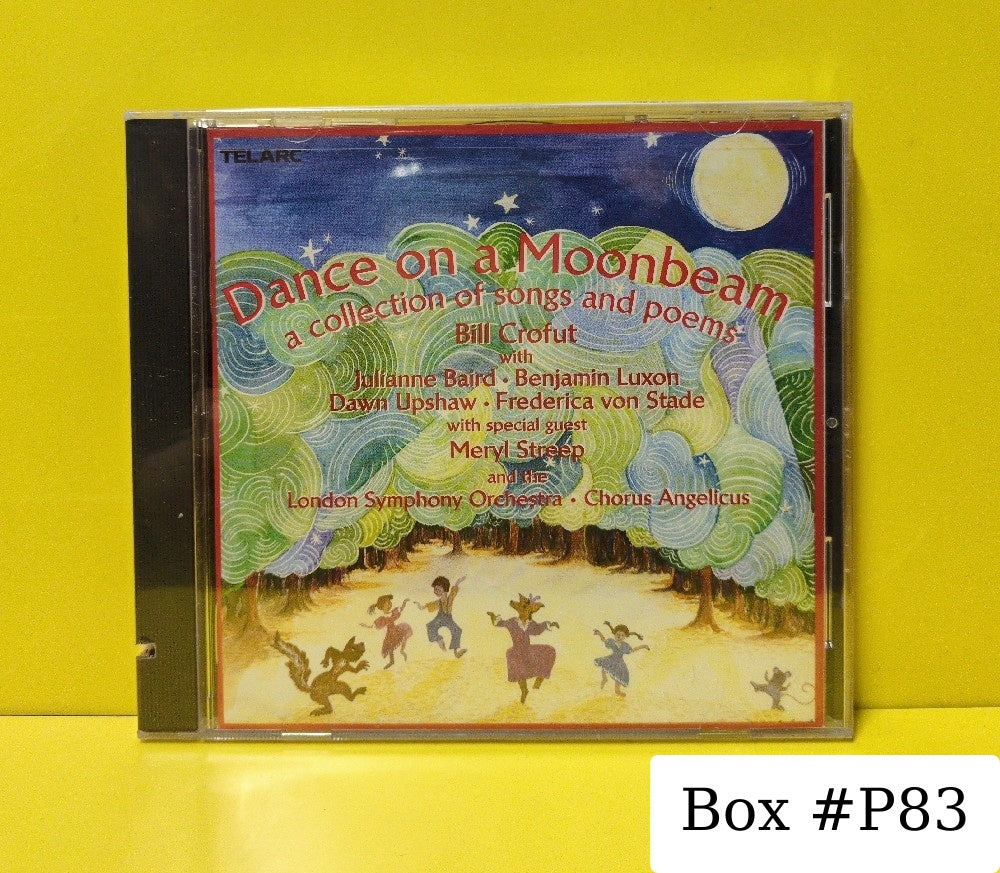 TELARC
Dance on a Moonbeam
a collection of songs and poems
Bill Crofut
with
Julianne Baird • Benjamin Luxon
Dawn Upshaw • Frederica von Stade
with special guest
Meryl Streep
and the
London Symphony Orchestra • Chorus Angelicus
Box #P83